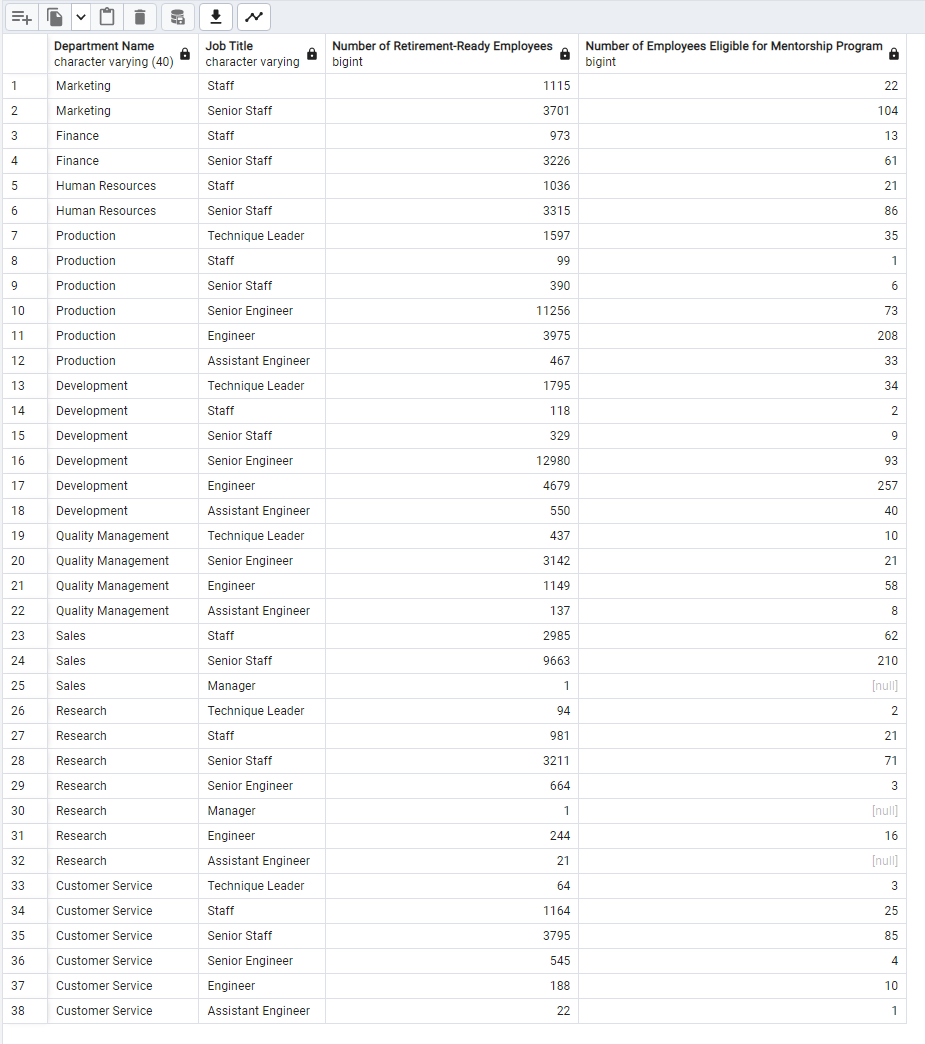 Department Name Job Title Number of Retirement-Ready Employees Number of Employees Eligible for Mentorship Program
character varying (40) character varying bigint bigint
1 Marketing Staff 1115 22
2 Marketing Senior Staff 3701 104
3 Finance Staff 973 13
4 Finance Senior Staff 3226 61
5 Human Resources Staff 1036 21
6 Human Resources Senior Staff 3315 86
7 Production Technique Leader 1597 35
8 Production Staff 99 1
9 Production Senior Staff 390 6
10 Production Senior Engineer 11256 73
11 Production Engineer 3975 208
12 Production Assistant Engineer 467 33
13 Development Technique Leader 1795 34
14 Development Staff 118 2
15 Development Senior Staff 329 9
16 Development Senior Engineer 12980 93
17 Development Engineer 4679 257
18 Development Assistant Engineer 550 40
19 Quality Management Technique Leader 437 10
20 Quality Management Senior Engineer 3142 21
21 Quality Management Engineer 1149 58
22 Quality Management Assistant Engineer 137 8
23 Sales Staff 2985 62
24 Sales Senior Staff 9663 210
25 Sales Manager 1 [null]
26 Research Technique Leader 94 2
27 Research Staff 981 21
28 Research Senior Staff 3211 71
29 Research Senior Engineer 664 3
30 Research Manager 1 [null]
31 Research Engineer 244 16
32 Research Assistant Engineer 21 [null]
33 Customer Service Technique Leader 64 3
34 Customer Service Staff 1164 25
35 Customer Service Senior Staff 3795 85
36 Customer Service Senior Engineer 545 4
37 Customer Service Engineer 188 10
38 Customer Service Assistant Engineer 22 1